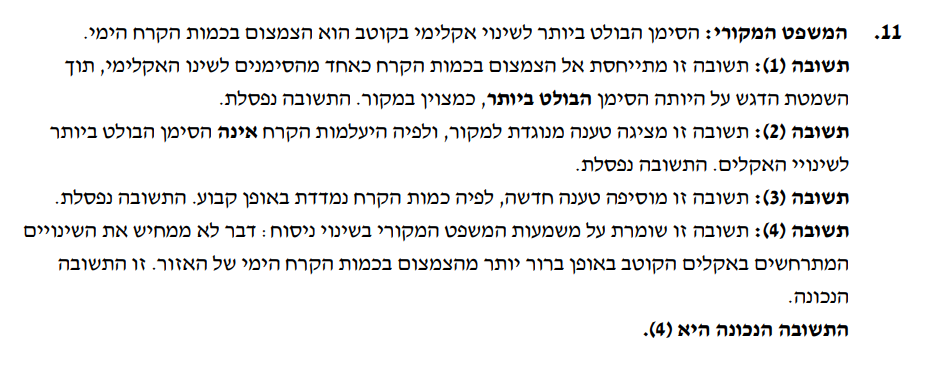 11. המשפט המקורי: הסימן הבולט ביותר לשינוי אקלימי בקוטב הוא הצמצום בכמות הקרח הימי.
תשובה (1): תשובה זו מתייחסת אל הצמצום בכמות הקרח כאחד מהסימנים לשינו האקלימי, תוך
השמטת הדגש על היותה הסימן הבולט ביותר, כמצוין במקור. התשובה נפסלת.
תשובה (2): תשובה זו מציגה טענה מנוגדת למקור, ולפיה היעלמות הקרח אינה הסימן הבולט ביותר
לשינויי האקלים. התשובה נפסלת.
תשובה (3): תשובה זו מוסיפה טענה חדשה, לפיה כמות הקרח נמדדת באופן קבוע. התשובה נפסלת.
תשובה (4): תשובה זו שומרת על משמעות המשפט המקורי בשינוי ניסוח: דבר לא ממחיש את השינויים
המתרחשים באקלים הקוטב באופן ברור יותר מהצמצום בכמות הקרח הימי של האזור. זו התשובה
הנכונה.
התשובה הנכונה היא (4).